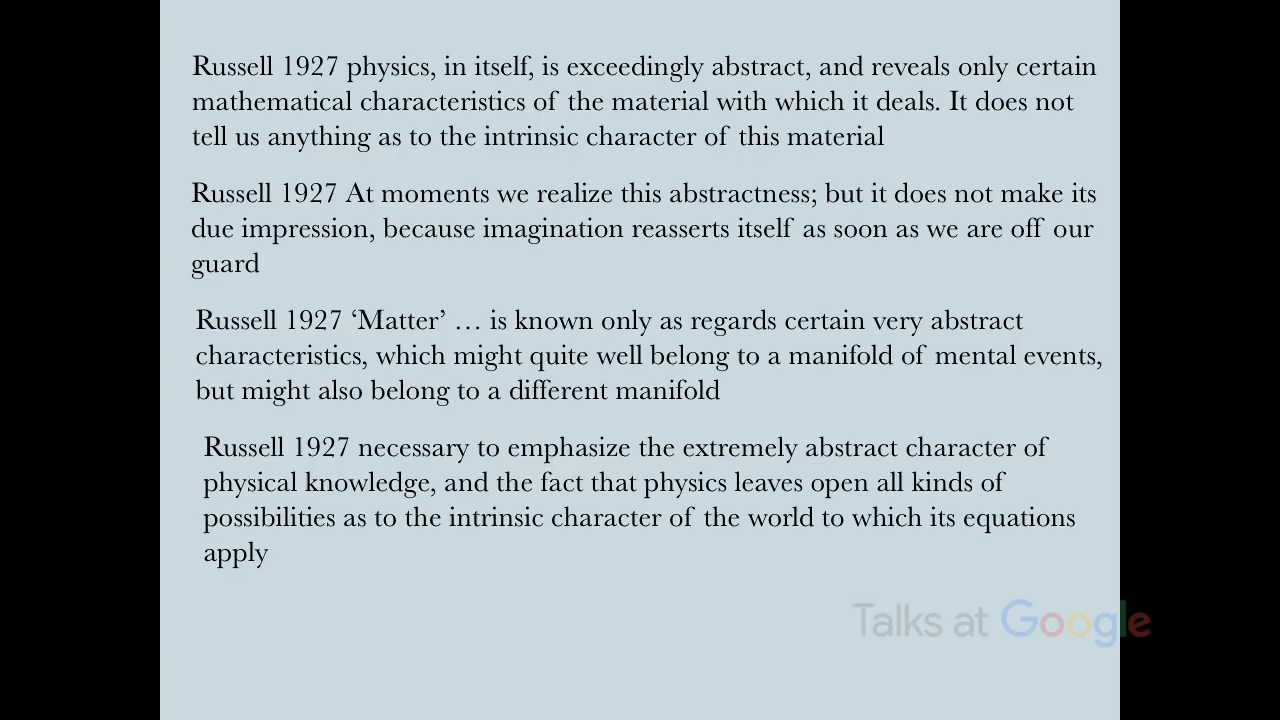 Russell 1927 physics, in itself, is exceedingly abstract, and reveals only certain
mathematical characteristics of the material with which it deals. It does not
tell us anything as to the intrinsic character of this material
Russell 1927 At moments we realize this abstractness; but it does not make its
due impression, because imagination reasserts itself as soon as we are off our
guard
Russell 1927 ‘Matter’ … is known only as regards certain very abstract
characteristics, which might quite well belong to a manifold of mental events,
but might also belong to a different manifold
Russell 1927 necessary to emphasize the extremely abstract character of
physical knowledge, and the fact that physics leaves open all kinds of
possibilities as to the intrinsic character of the world to which its equations
apply
Talks at Google